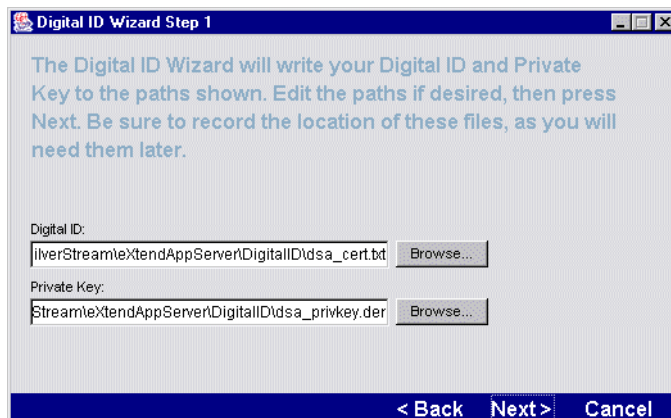 Digital ID Wizard Step 1
The Digital ID Wizard will write your Digital ID and Private
Key to the paths shown. Edit the paths if desired, then press
Next. Be sure to record the location of these files, as you will
need them later.
Digital ID:
ilverStream\eXtendAppServer\DigitalID\dsa_cert.txt Browse...
Private Key:
Stream\eXtendAppServer\DigitalID\dsa_privkey.der Browse...
< Back Next> Cancel